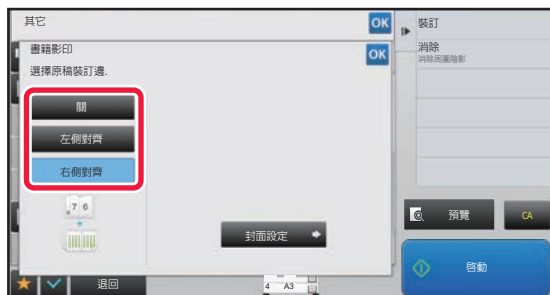 其它
OK
裝訂
書籍影印
OK
消除
消除周圍陰影
選擇原稿裝訂邊.
關
左側對齊
右側對齊
7 6
封面設定
預覽
CA
啓動
退回
4 A3